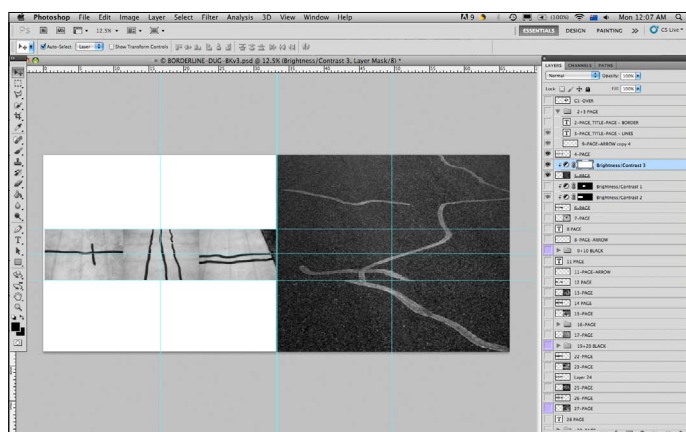 Photoshop File Edit Image Layer Select Filter Analysis 3D View Window Help 9 (100%) Mon 12:07 AM
Ps 12.5% ESSENTIALS DESIGN PAINTING >> CS Live
Auto-Select: Layer Show Transform Controls
© BORDERLINE-DUG-BKv3.psd @ 12.5% (Brightness/Contrast 3, Layer Mask/8) *
LAYERS CHANNELS PATHS
Normal Opacity: 100%
Lock: Fill: 100%
C1-OVER
2+3 PAGE
2-PAGE_TITLE-PAGE - BORDER
3-PAGE_TITLE-PAGE - LINES
9-PAGE-ARROW copy 4
4-PAGE
Brightness/Contrast 3
5-PAGE
Brightness/Contrast 1
Brightness/Contrast 2
6-PAGE
7-PAGE
9 PAGE
8-PAGE-ARROW
9+10 BLACK
11 PAGE
11-PAGE-ARROW
12 PAGE
13-PAGE
14 PAGE
15-PAGE
16-PAGE
17-PAGE
19+20 BLACK
22-PAGE
23-PAGE
Layer 74
25-PAGE
26-PAGE
27-PAGE
28 PAGE